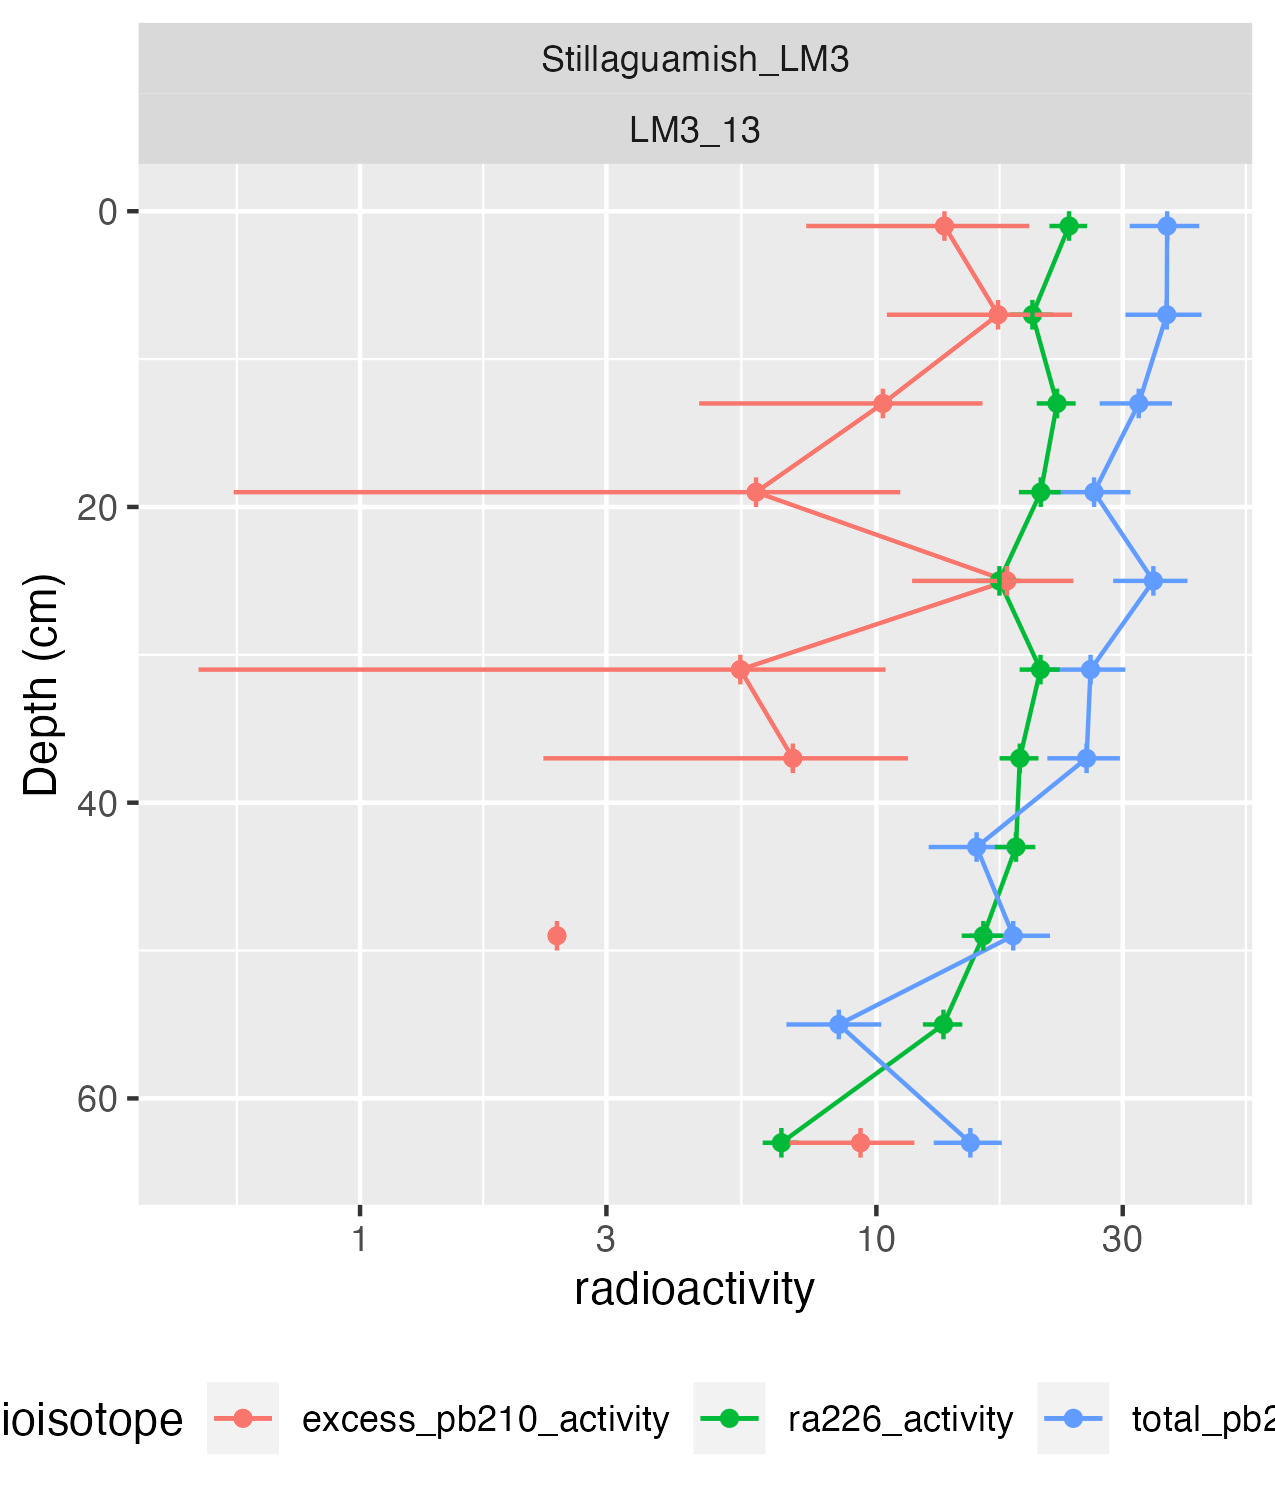 Stillaguamish_LM3
LM3_13
0
20
40
60
Depth (cm)
1 3 10 30
radioactivity
ioisotope excess_pb210_activity ra226_activity total_pb2